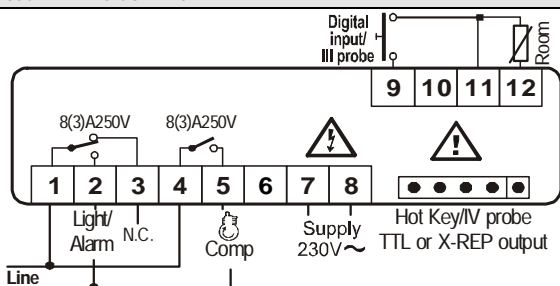 Digital
input/
III probe
Room
9 10 11 12
8(3)A250V 8(3)A250V
1 2 3 4 5 6 7 8
Light/
Alarm
N.C.
Comp
Supply
230V~
Hot Key/IV probe
TTL or X-REP output
Line